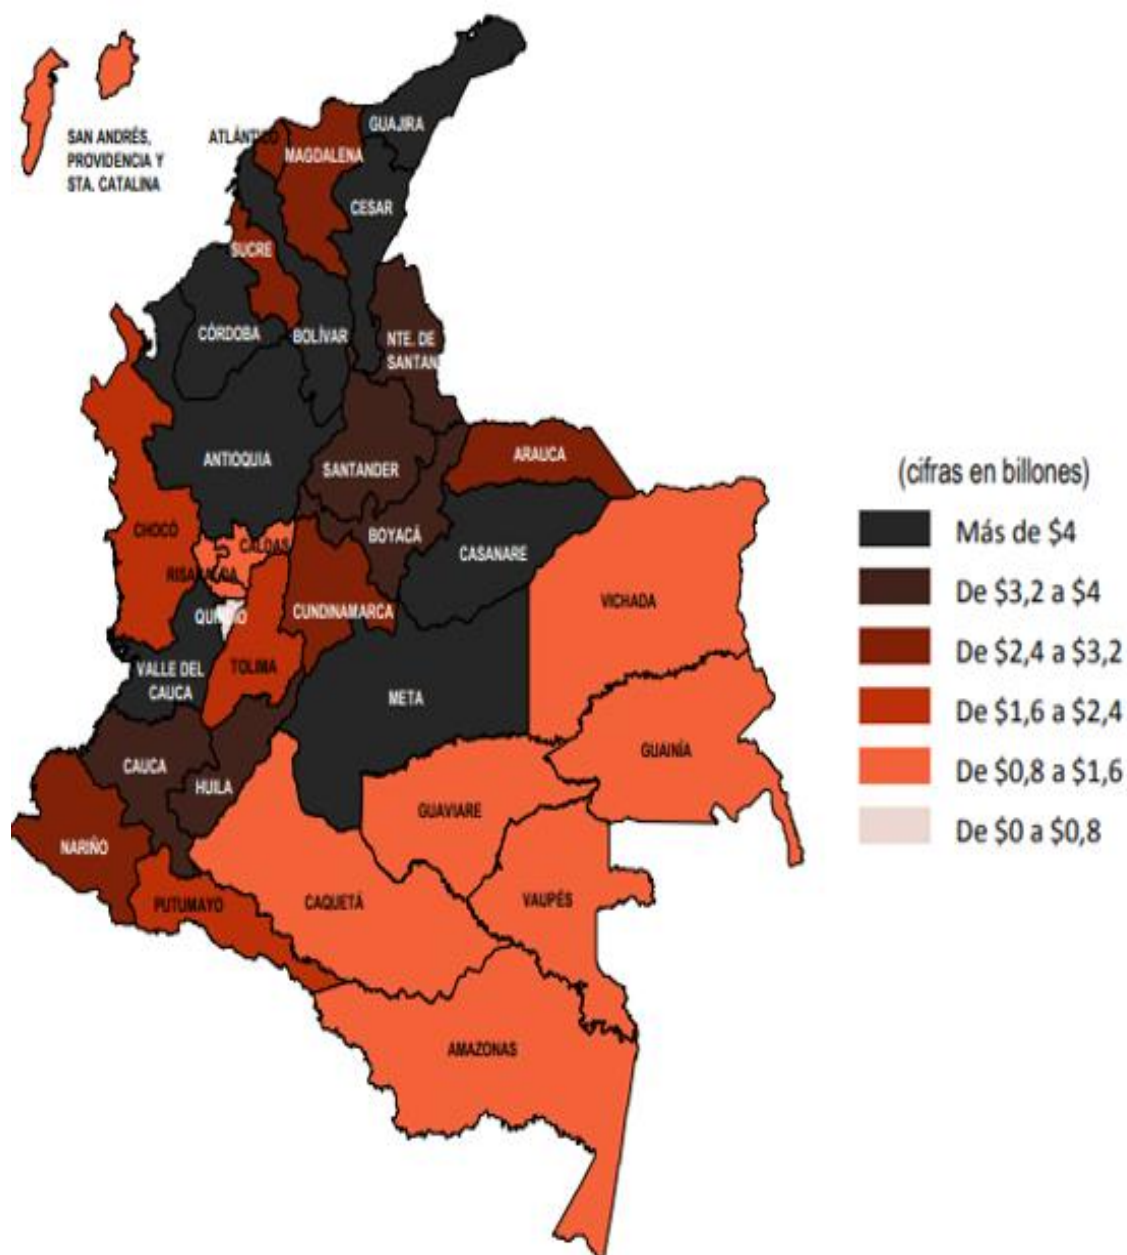 SAN ANDRÉS,
PROVIDENCIA Y
STA. CATALINA
ATLÁNTICO
GUAJIRA
MAGDALENA
CESAR
SUCRE
CÓRDOBA
BOLÍVAR
NTE. DE
SANTAN
ANTIOQUIA
SANTANDER
ARAUCA
(cifras en billones)
Más de $4
De $3,2 a $4
De $2,4 a $3,2
De $1,6 a $2,4
De $0,8 a $1,6
De $0 a $0,8
CHOCÓ
CALDAS
BOYACÁ
CASANARE
RISARALDA
QUINDIO
CUNDINAMARCA
VICHADA
VALLE DEL
CAUCA
TOLIMA
META
GUAINÍA
CAUCA
HUILA
GUAVIARE
NARIÑO
PUTUMAYO
CAQUETÁ
VAUPÉS
AMAZONAS